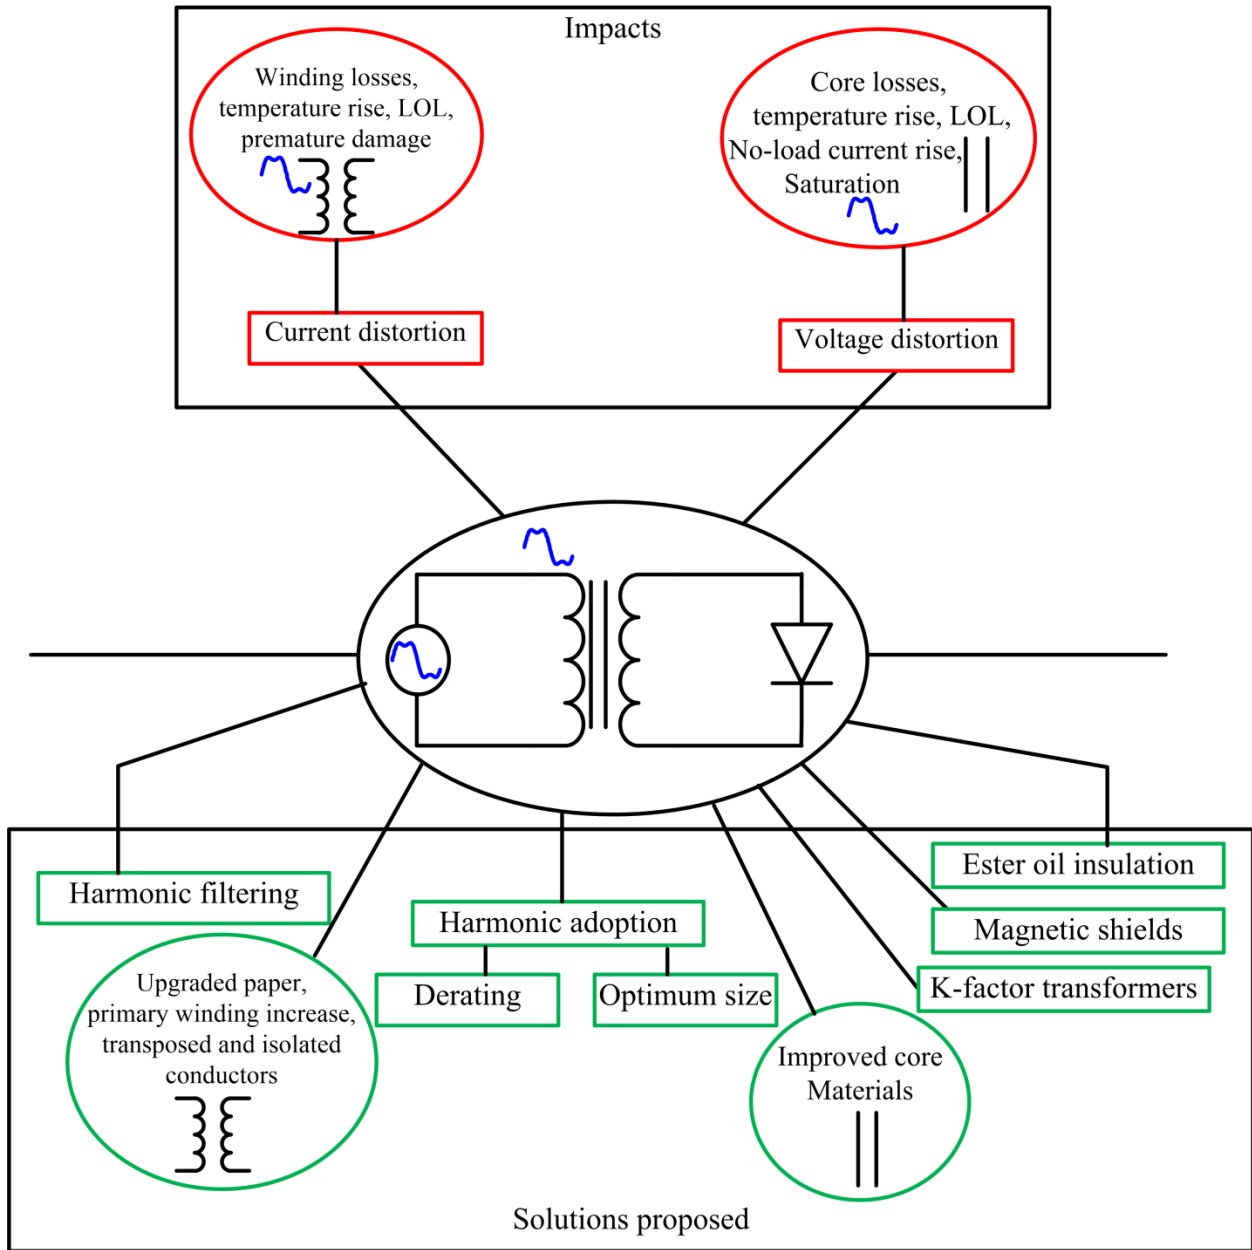 Impacts
Winding losses,
temperature rise, LOL,
premature damage
Core losses,
temperature rise, LOL,
No-load current rise,
Saturation
Current distortion
Voltage distortion
Harmonic filtering
Ester oil insulation
Harmonic adoption
Magnetic shields
Derating
Optimum size
K-factor transformers
Upgraded paper,
primary winding increase,
transposed and isolated
conductors
Improved core
Materials
Solutions proposed